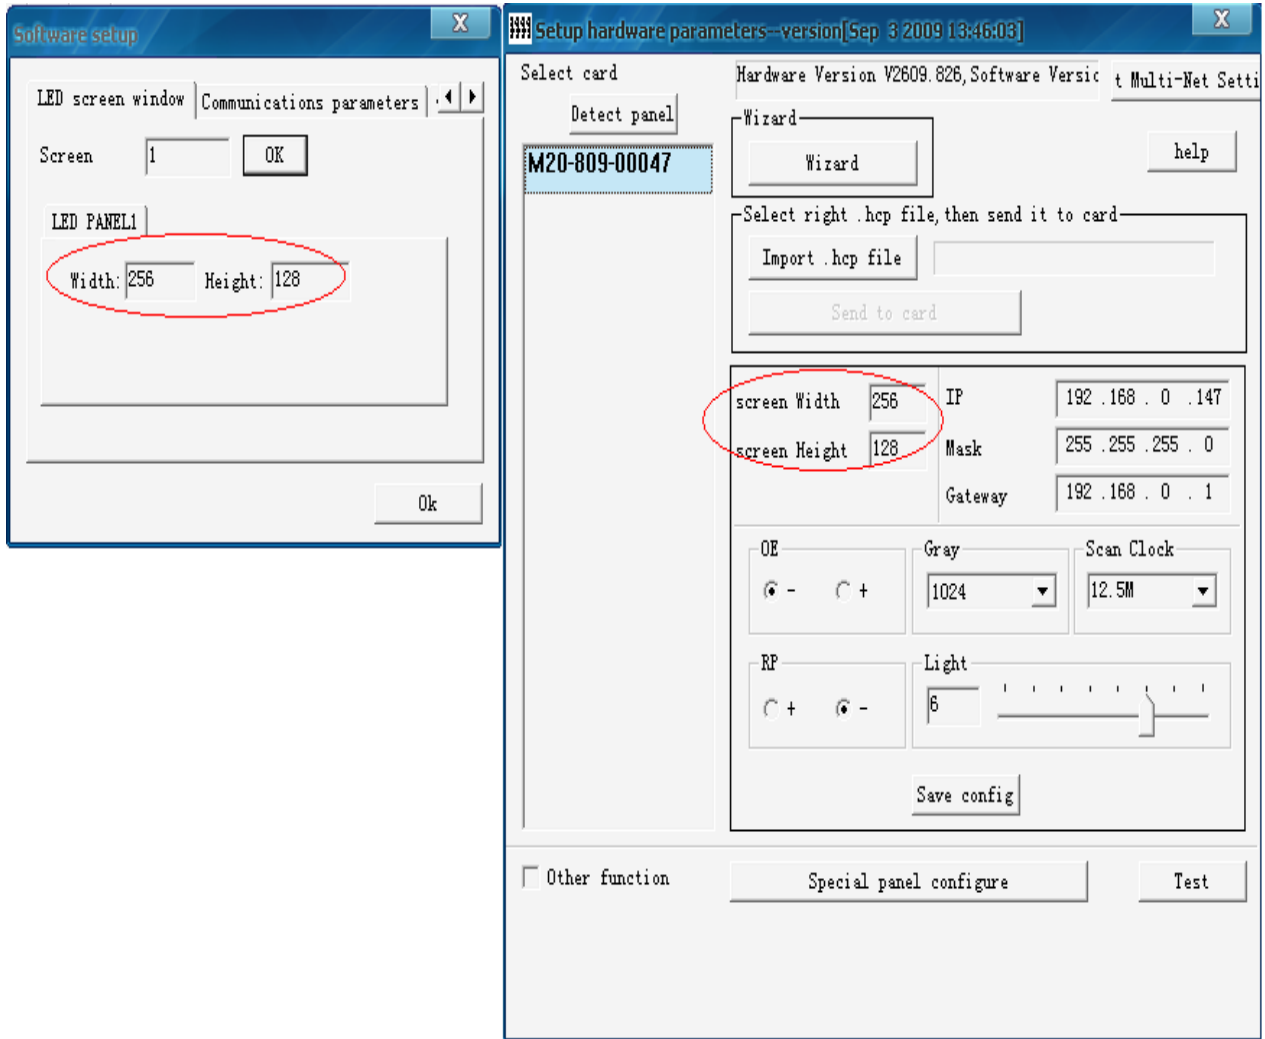 Software setup
X
LED screen window
Communications parameters
Screen
1
OK
LED PANEL1
Width: 256
Height: 128
Ok
Setup hardware parameters--version[Sep 3 2009 13:46:03]
X
Select card
Detect panel
M20-809-00047
Hardware Version V2609.826,Software Versic
t Multi-Net Setti
Wizard
Wizard
help
Select right .hcp file, then send it to card
Import .hcp file
Send to card
screen Width 256
screen Height 128
IP 192 .168 . 0 .147
Mask 255 .255 .255 . 0
Gateway 192 .168 . 0 . 1
OE
- +
Gray
1024
Scan Clock
12.5M
RP
+ -
Light
6
Save config
Other function
Special panel configure
Test